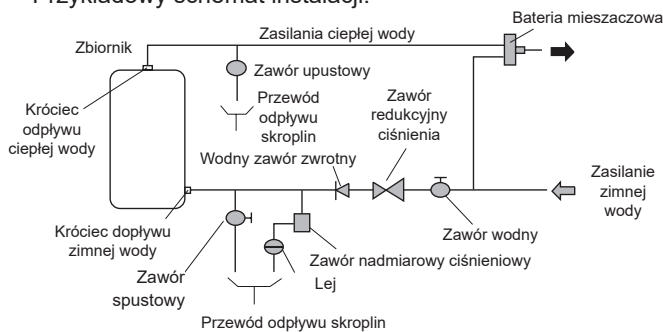 Przykładowy schemat instalacji:
Bateria mieszaczowa
Zasilania ciepłej wody
Zbiornik
Zawór upustowy
Króciec
odpływu
ciepłej wody
Przewód
odpływu
skroplin
Zawór
redukcyjny
ciśnienia
Wodny zawór zwrotny
Zasilanie
zimnej
wody
Króciec dopływu
zimnej wody
Zawór wodny
Zawór nadmiarowy ciśnieniowy
Zawór
spustowy
Lej
Przewód odpływu skroplin